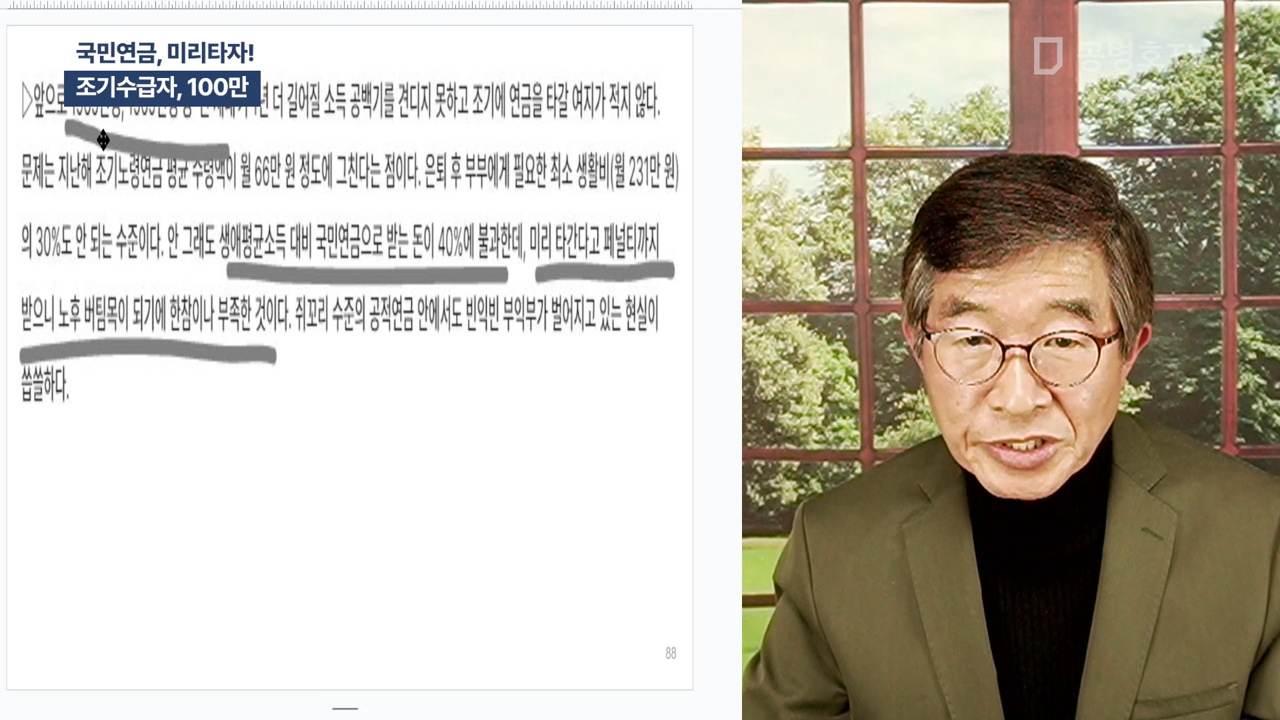 국민연금, 미리타자!
조기수급자, 100만
▷앞으로 더 길어질 소득 공백기를 견디지 못하고 조기에 연금을 타갈 여지가 적지 않다.
문제는 지난해 조기노령연금 평균 수령액이 월 66만 원 정도에 그친다는 점이다. 은퇴 후 부부에게 필요한 최소 생활비(월 231만 원)
의 30%도 안 되는 수준이다. 안 그래도 생애평균소득 대비 국민연금으로 받는 돈이 40%에 불과한데, 미리 타간다고 페널티까지
받으니 노후 버팀목이 되기에 한참이나 부족한 것이다. 쥐꼬리 수준의 공적연금 안에서도 빈익빈 부익부가 벌어지고 있는 현실이
씁쓸하다.
88